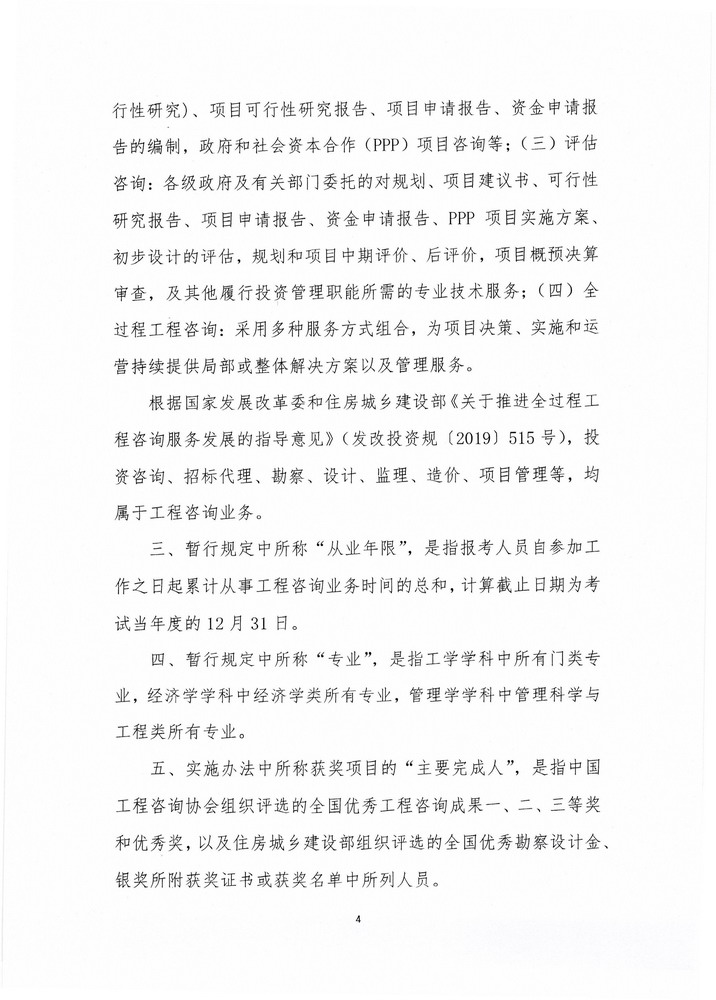 行性研究）、项目可行性研究报告、项目申请报告、资金申请报
告的编制，政府和社会资本合作（PPP）项目咨询等；（三）评估
咨询：各级政府及有关部门委托的对规划、项目建议书、可行性
研究报告、项目申请报告、资金申请报告、PPP 项目实施方案、
初步设计的评估，规划和项目中期评价、后评价，项目概预决算
审查，及其他履行投资管理职能所需的专业技术服务；（四）全
过程工程咨询：采用多种服务方式组合，为项目决策、实施和运
营持续提供局部或整体解决方案以及管理服务。
根据国家发展改革委和住房城乡建设部《关于推进全过程工
程咨询服务发展的指导意见》（发改投资规〔2019〕515 号），投
资咨询、招标代理、勘察、设计、监理、造价、项目管理等，均
属于工程咨询业务。
三、暂行规定中所称“从业年限”，是指报考人员自参加工
作之日起累计从事工程咨询业务时间的总和，计算截止日期为考
试当年度的 12 月 31 日。
四、暂行规定中所称“专业”，是指工学学科中所有门类专
业，经济学学科中经济学类所有专业，管理学学科中管理科学与
工程类所有专业。
五、实施办法中所称获奖项目的“主要完成人”，是指中国
工程咨询协会组织评选的全国优秀工程咨询成果一、二、三等奖
和优秀奖，以及住房城乡建设部组织评选的全国优秀勘察设计金、
银奖所附获奖证书或获奖名单中所列人员。
4